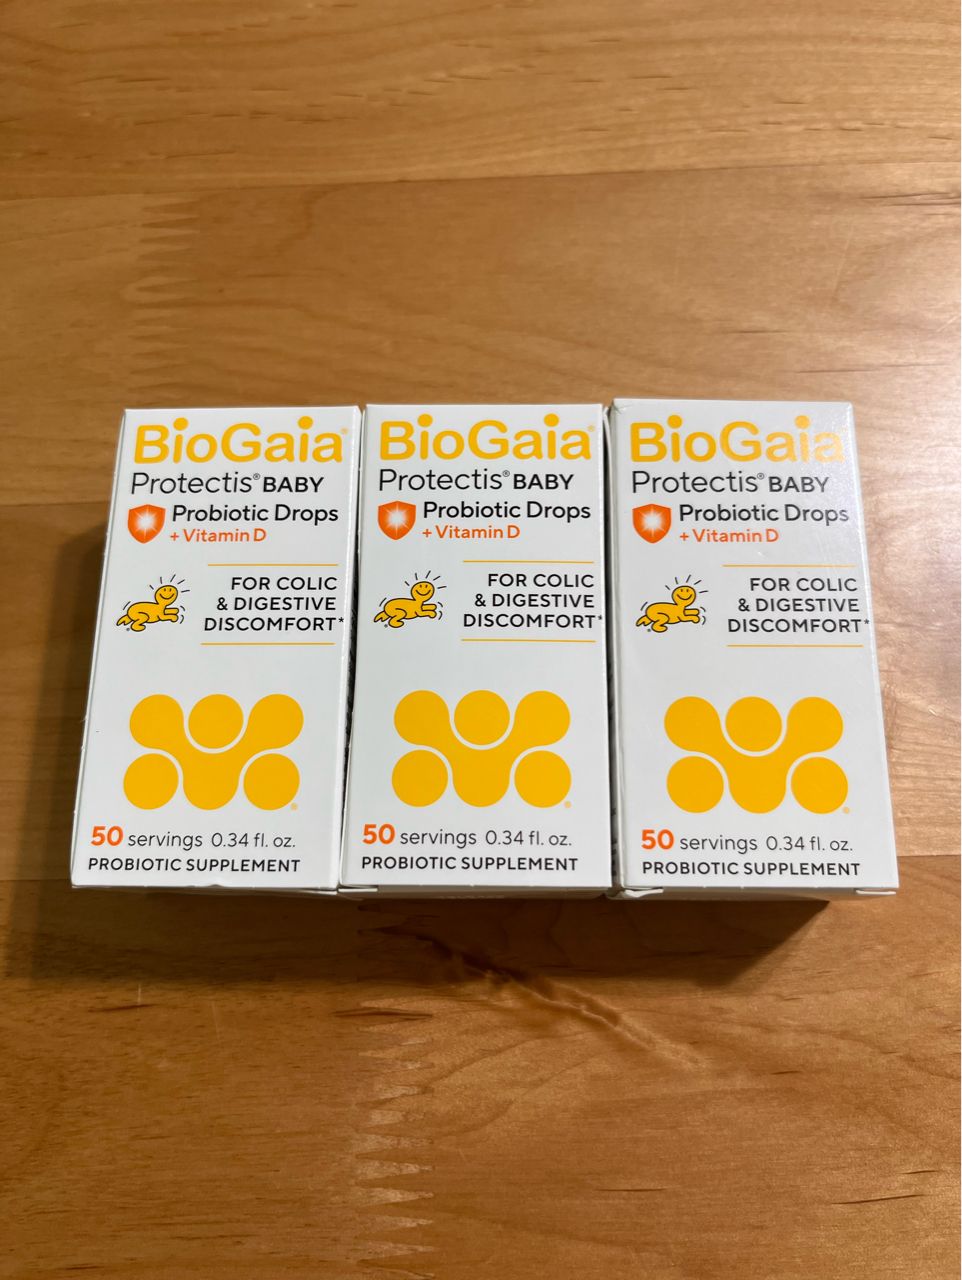 BioGaia®
Protectis® BABY
Probiotic Drops
+ Vitamin D
FOR COLIC
& DIGESTIVE
DISCOMFORT*
50 servings 0.34 fl. oz.
PROBIOTIC SUPPLEMENT
BioGaia®
Protectis® BABY
Probiotic Drops
+ Vitamin D
FOR COLIC
& DIGESTIVE
DISCOMFORT*
50 servings 0.34 fl. oz.
PROBIOTIC SUPPLEMENT
BioGaia®
Protectis® BABY
Probiotic Drops
+ Vitamin D
FOR COLIC
& DIGESTIVE
DISCOMFORT*
50 servings 0.34 fl. oz.
PROBIOTIC SUPPLEMENT